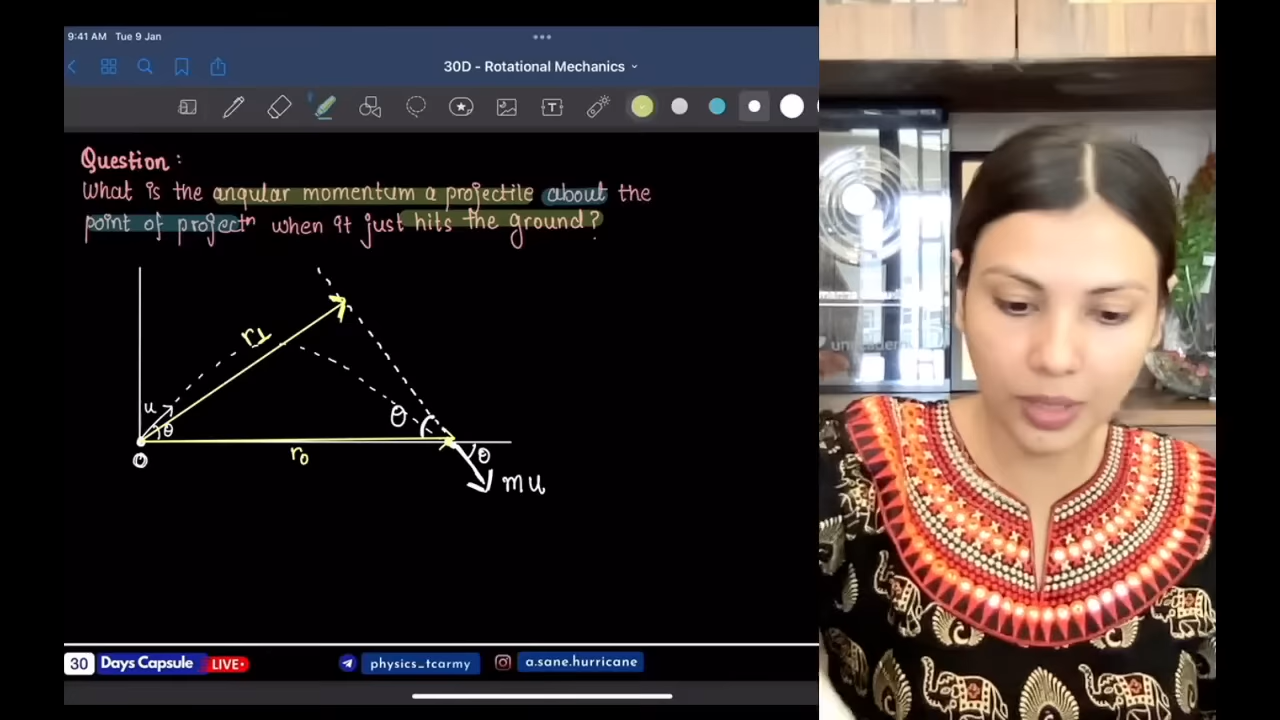 9:41 AM Tue 9 Jan
30D - Rotational Mechanics
Question :
What is the angular momentum a projectile about the
point of projectⁿ when it just hits the ground?
r⊥
u
θ
θ
O
r₀
θ
mu
30 Days Capsule LIVE
physics_tcarmy
a.sane.hurricane